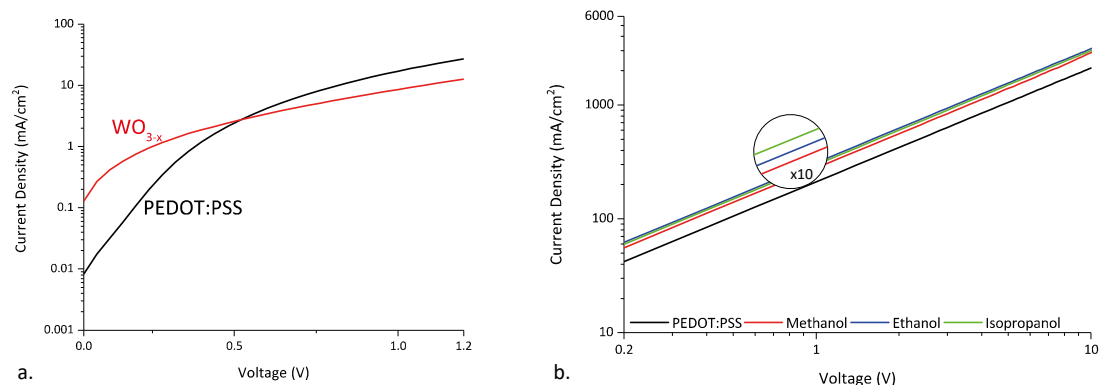 100
10
1
0.1
0.01
0.001
Current Density (mA/cm²)
WO₃₋ₓ
PEDOT:PSS
0.0
0.5
1.0
1.2
Voltage (V)
a.
6000
1000
100
10
Current Density (mA/cm²)
x10
PEDOT:PSS
Methanol
Ethanol
Isopropanol
0.2
1
10
Voltage (V)
b.